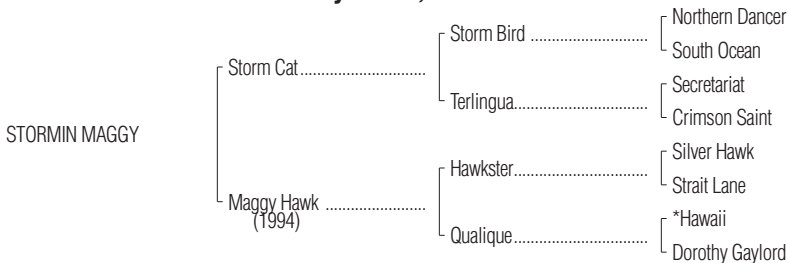 STORMIN MAGGY
Storm Cat
Maggy Hawk
(1994)
Storm Bird
Terlingua
Hawkster
Qualique
Northern Dancer
South Ocean
Secretariat
Crimson Saint
Silver Hawk
Strait Lane
*Hawaii
Dorothy Gaylord